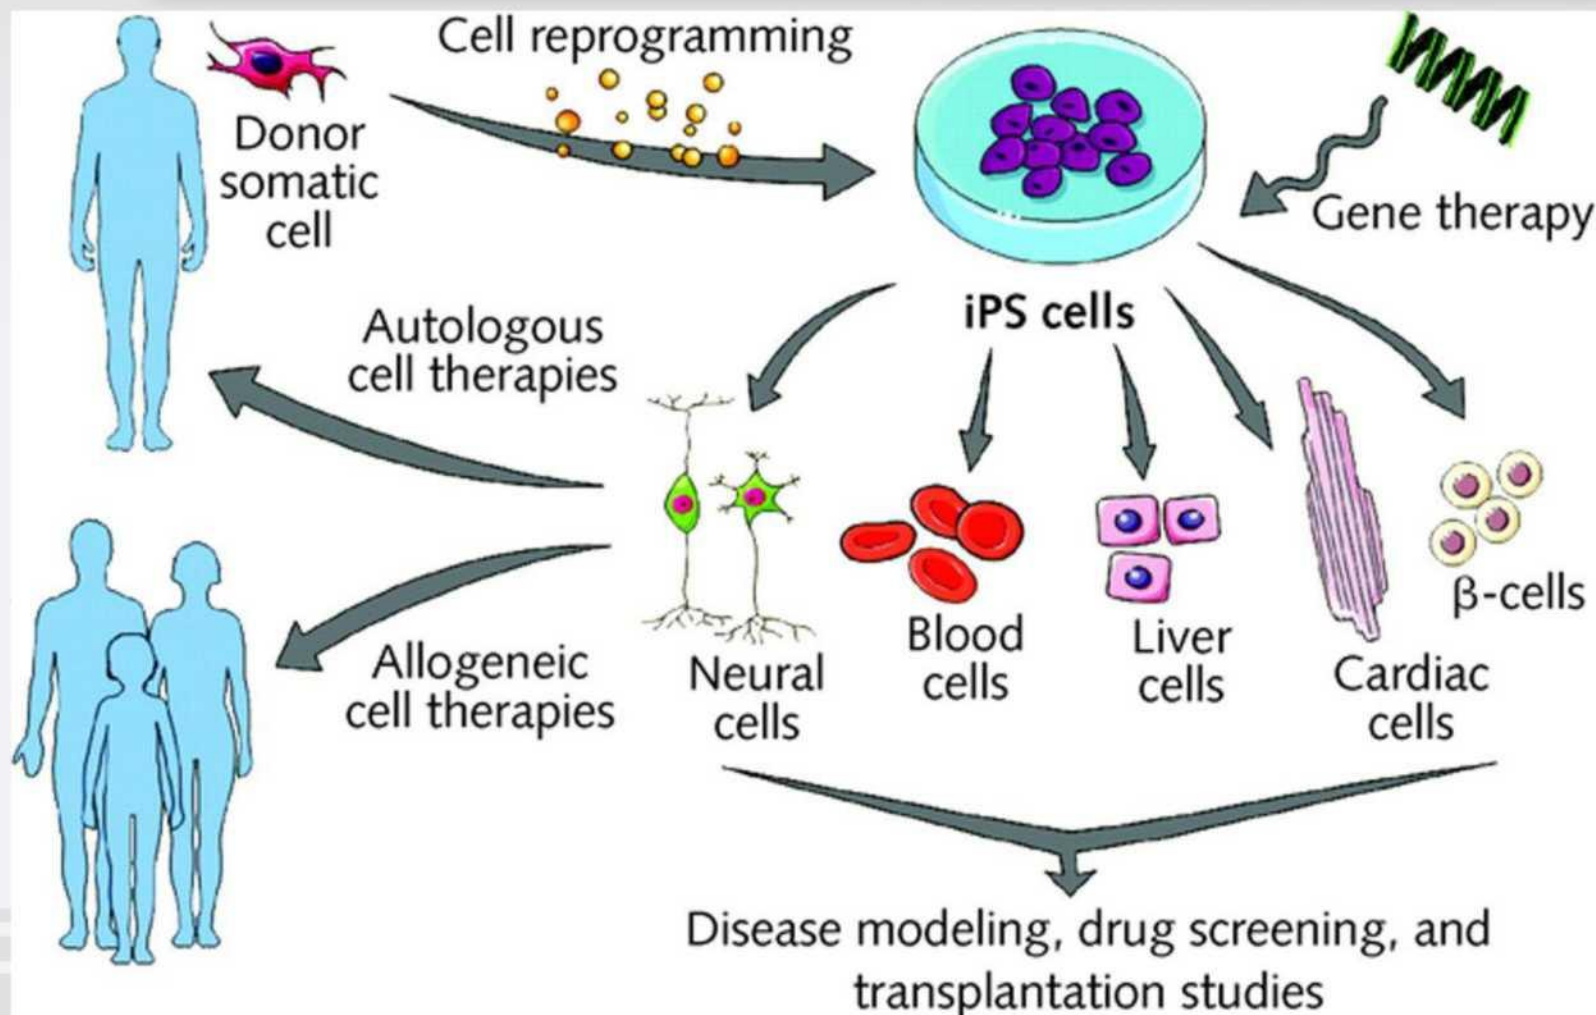 Cell reprogramming
Donor
somatic
cell
Gene therapy
iPS cells
Autologous
cell therapies
Allogeneic
cell therapies
Neural
cells
Blood
cells
Liver
cells
Cardiac
cells
β-cells
Disease modeling, drug screening, and
transplantation studies